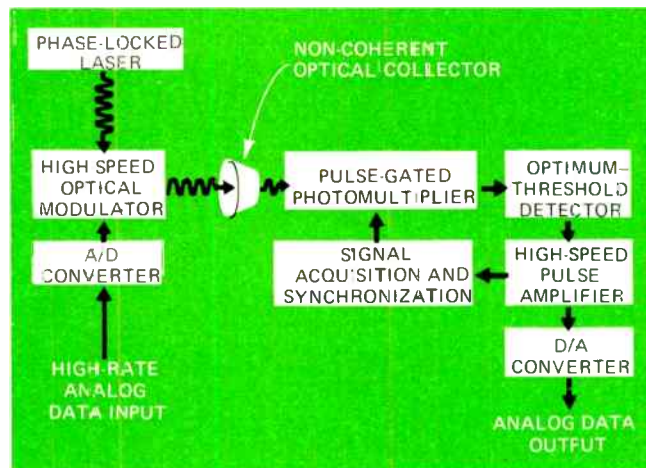 PHASE-LOCKED
LASER
NON-COHERENT
OPTICAL COLLECTOR
HIGH SPEED
OPTICAL
MODULATOR
PULSE-GATED
PHOTOMULTIPLIER
OPTIMUM-
THRESHOLD
DETECTOR
A/D
CONVERTER
SIGNAL
ACQUISITION AND
SYNCHRONIZATION
HIGH-SPEED
PULSE
AMPLIFIER
D/A
CONVERTER
HIGH-RATE
ANALOG
DATA INPUT
ANALOG DATA
OUTPUT